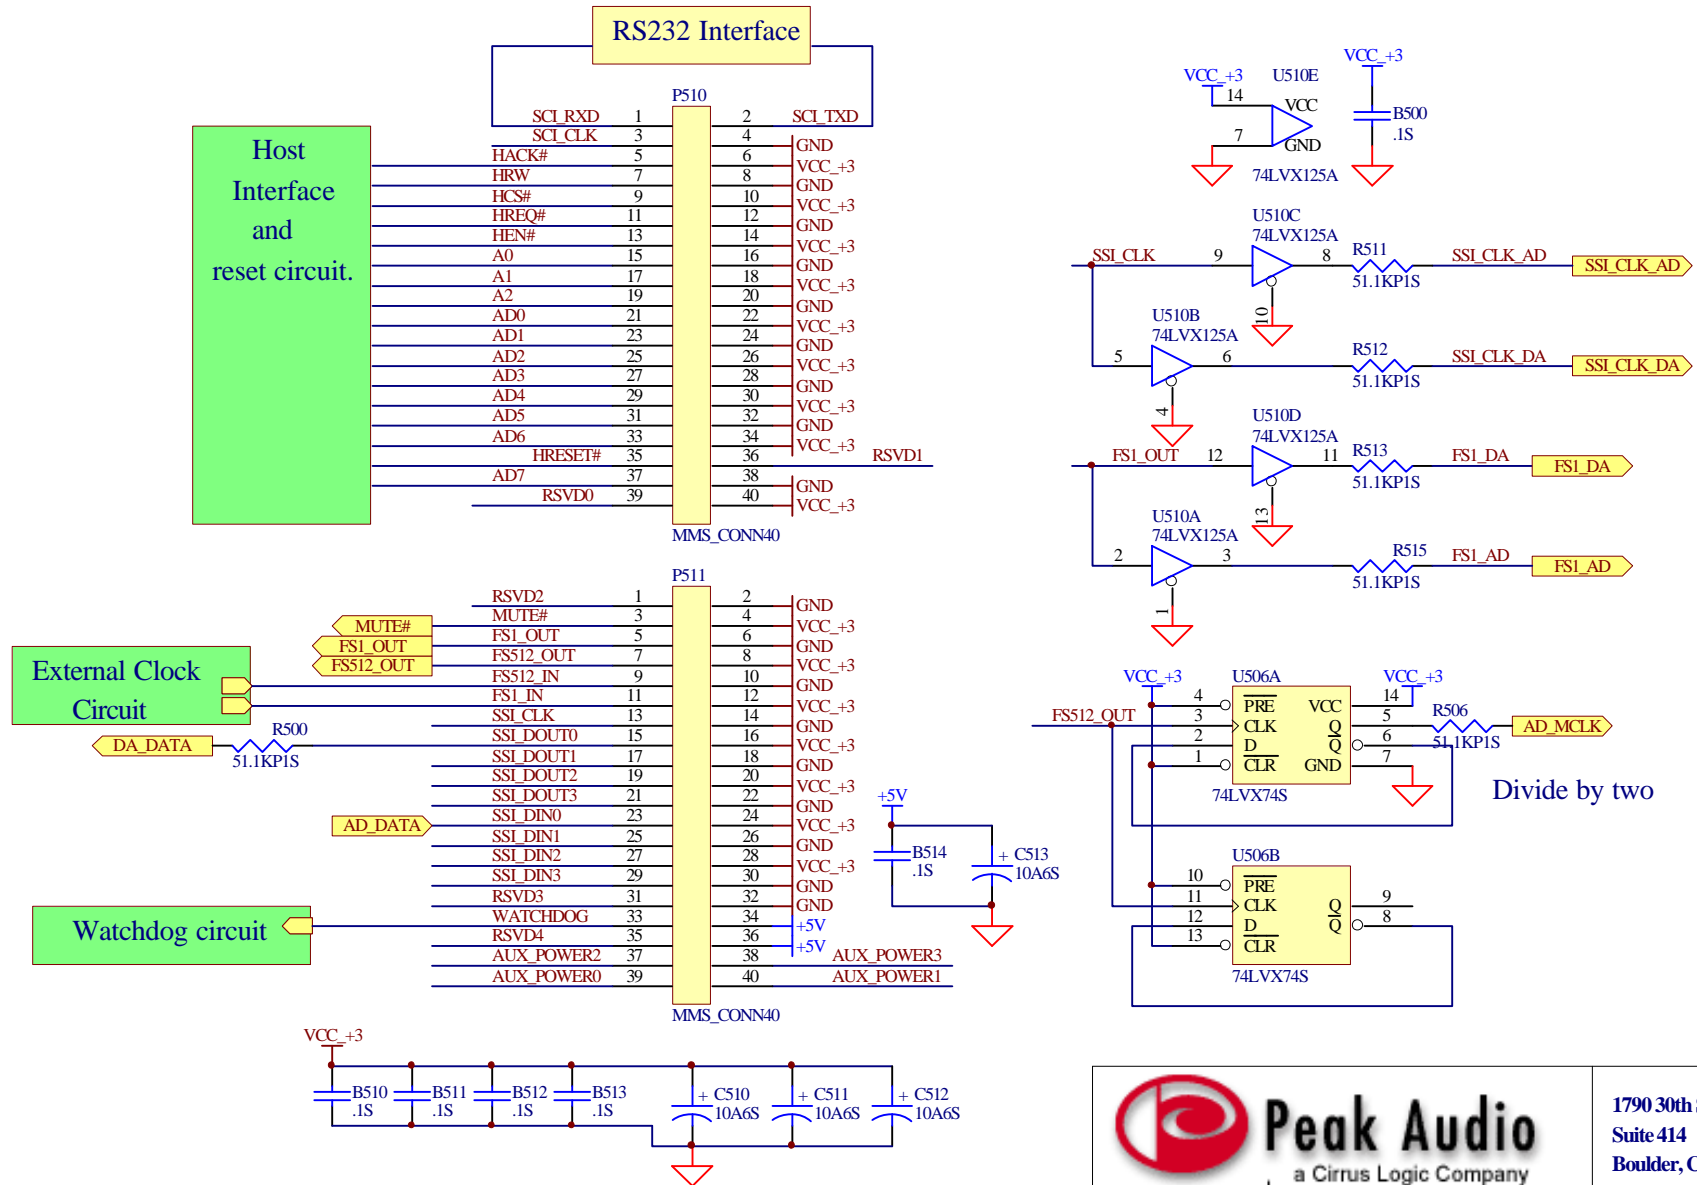 RS232 Interface
Host
Interface
and
reset circuit.
P510
SCI_RXD 1 2 SCI_TXD
SCI_CLK 3 4 GND
HACK# 5 6 VCC_+3
HRW 7 8 GND
HCS# 9 10 VCC_+3
HREQ# 11 12 GND
HEN# 13 14 VCC_+3
A0 15 16 GND
A1 17 18 VCC_+3
A2 19 20 GND
AD0 21 22 VCC_+3
AD1 23 24 GND
AD2 25 26 VCC_+3
AD3 27 28 GND
AD4 29 30 VCC_+3
AD5 31 32 GND
AD6 33 34 VCC_+3
HRESET# 35 36 RSVD1
AD7 37 38 GND
RSVD0 39 40 VCC_+3
MMS_CONN40
P511
RSVD2 1 2 GND
MUTE# MUTE# 3 4 VCC_+3
FS1_OUT FS1_OUT 5 6 GND
FS512_OUT FS512_OUT 7 8 VCC_+3
External Clock
Circuit
FS512_IN 9 10 GND
FS1_IN 11 12 VCC_+3
SSI_CLK 13 14 GND
DA_DATA R500 51.1KP1S SSI_DOUT0 15 16 VCC_+3
SSI_DOUT1 17 18 GND
SSI_DOUT2 19 20 VCC_+3
SSI_DOUT3 21 22 GND
AD_DATA SSI_DIN0 23 24 VCC_+3
SSI_DIN1 25 26 GND
SSI_DIN2 27 28 VCC_+3
SSI_DIN3 29 30 GND
RSVD3 31 32 GND
Watchdog circuit WATCHDOG 33 34 +5V
RSVD4 35 36 +5V
AUX_POWER2 37 38 AUX_POWER3
AUX_POWER0 39 40 AUX_POWER1
MMS_CONN40
+5V
B514
.1S
+ C513
10A6S
VCC_+3
B510
.1S
B511
.1S
B512
.1S
B513
.1S
+ C510
10A6S
+ C511
10A6S
+ C512
10A6S
VCC_+3 U510E
14 VCC
7 GND
74LVX125A
VCC_+3
B500
.1S
U510C
74LVX125A
SSI_CLK 9 8 R511 SSI_CLK_AD SSI_CLK_AD
51.1KP1S
10
U510B
74LVX125A
5 6 R512 SSI_CLK_DA SSI_CLK_DA
51.1KP1S
4
U510D
74LVX125A
FS1_OUT 12 11 R513 FS1_DA FS1_DA
51.1KP1S
13
U510A
74LVX125A
2 3 R515 FS1_AD FS1_AD
51.1KP1S
1
VCC_+3 U506A VCC_+3
4 PRE VCC 14
FS512_OUT 3 CLK Q 5 R506 AD_MCLK
2 D Q 6 51.1KP1S
1 CLR GND 7
74LVX74S
Divide by two
U506B
10 PRE
11 CLK Q 9
12 D Q 8
13 CLR
74LVX74S
Peak Audio
a Cirrus Logic Company
1790 30th
Suite 414
Boulder,